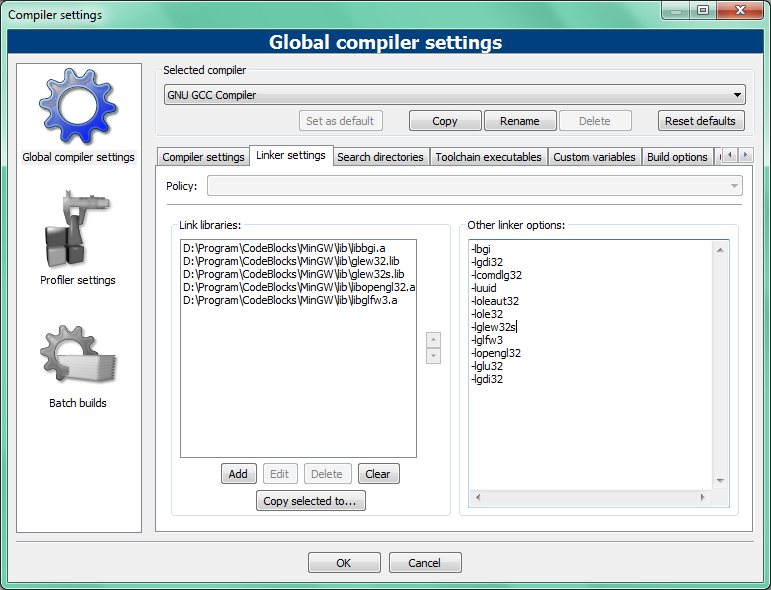 Compiler settings
Global compiler settings
Global compiler settings
Profiler settings
Batch builds
Selected compiler
GNU GCC Compiler
Set as default Copy Rename Delete Reset defaults
Compiler settings Linker settings Search directories Toolchain executables Custom variables Build options
Policy:
Link libraries:
D:\Program\CodeBlocks\MinGW\lib\libbgi.a
D:\Program\CodeBlocks\MinGW\lib\glew32.lib
D:\Program\CodeBlocks\MinGW\lib\glew32s.lib
D:\Program\CodeBlocks\MinGW\lib\libopengl32.a
D:\Program\CodeBlocks\MinGW\lib\libglfw3.a
Add Edit Delete Clear
Copy selected to...
Other linker options:
-lbgi
-lgdi32
-lcomdlg32
-luuid
-loleaut32
-lole32
-lglew32s
-lglfw3
-lopengl32
-lglu32
-lgdi32
OK Cancel